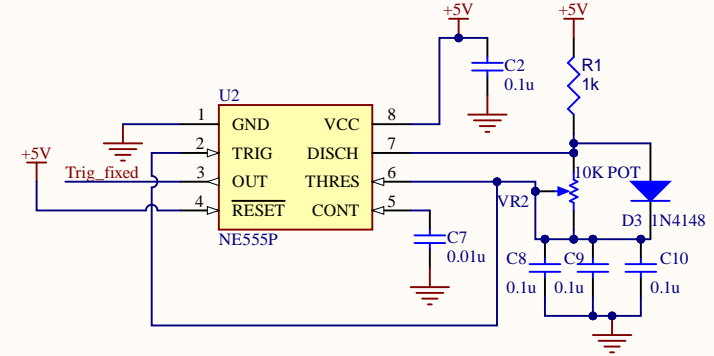 +5V
+5V
C2
0.1u
R1
1k
U2
1
GND
VCC
8
2
TRIG
DISCH
7
+5V
Trig_fixed
3
OUT
THRES
6
10K POT
VR2
4
RESET
CONT
5
NE555P
C7
0.01u
D3
1N4148
C8
C9
C10
0.1u
0.1u
0.1u